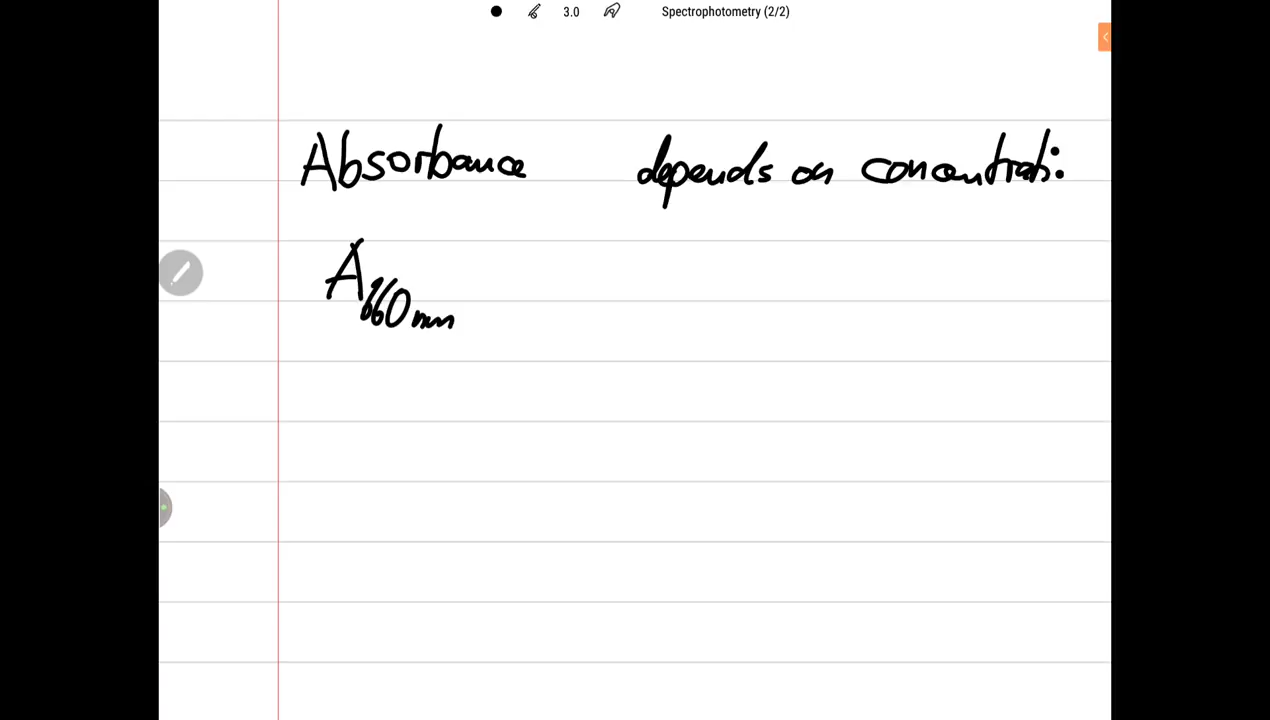 3.0 Spectrophotometry (2/2)
Absorbance depends on concentrati
A660nm